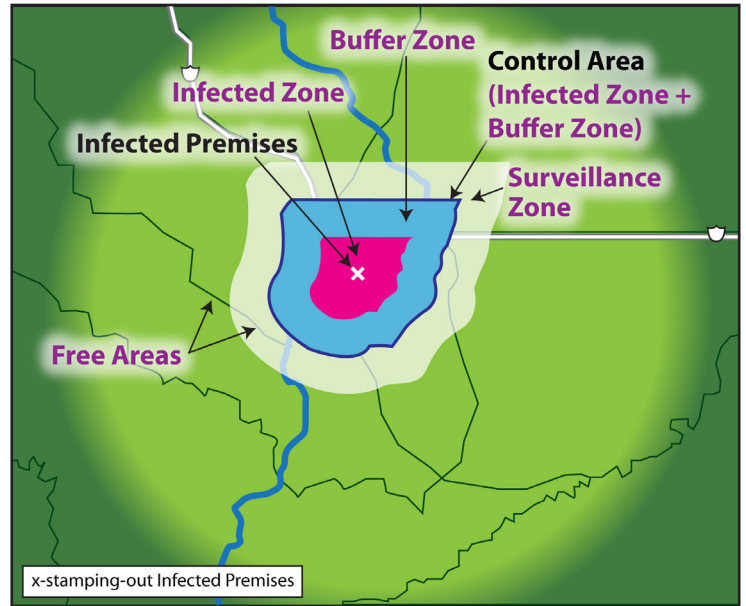 Buffer Zone
Control Area
(Infected Zone +
Buffer Zone)
Infected Zone
Infected Premises
Surveillance
Zone
Free Areas
x-stamping-out Infected Premises